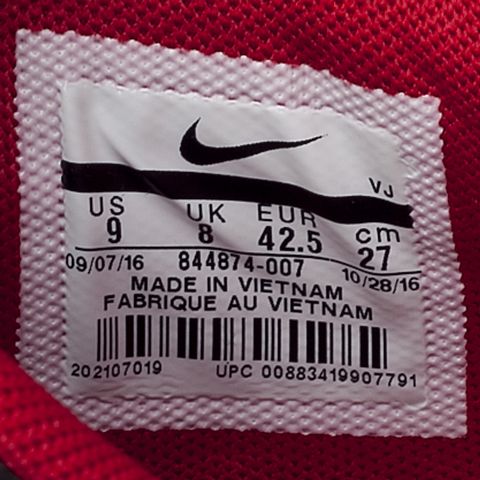 VJ
US UK EUR cm
9 8 42.5 27
09/07/16 844874-007 10/28/16
MADE IN VIETNAM
FABRIQUE AU VIETNAM
202107019 UPC 00883419907791